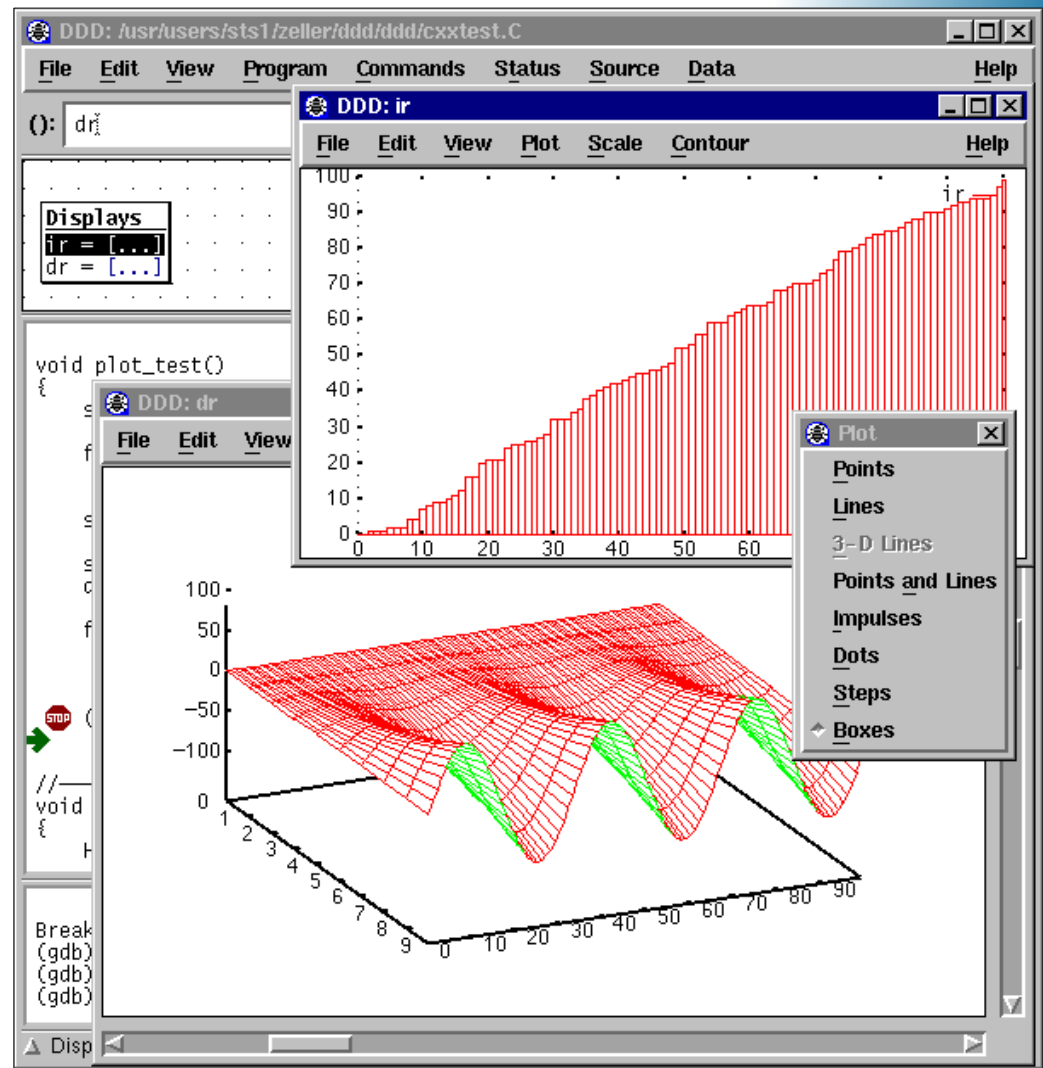 DDD: /usr/users/sts1/zeller/ddd/ddd/cxxtest.C
File Edit View Program Commands Status Source Data Help
(): dr
DDD: ir
File Edit View Plot Scale Contour Help
Displays
ir = [...]
dr = [...]
100
90
80
70
60
50
40
30
20
10
0
ir
0 10 20 30 40 50 60
void plot_test()
{
s
f
s
s
f
(
//
void
{
H
DDD: dr
File Edit View
Plot
Points
Lines
3-D Lines
Points and Lines
Impulses
Dots
Steps
Boxes
100
50
0
−50
−100
0
1 2 3 4 5 6 7 8 9
0 10 20 30 40 50 60 70 80 90
STOP
Break
(gdb)
(gdb)
(gdb)
Disp